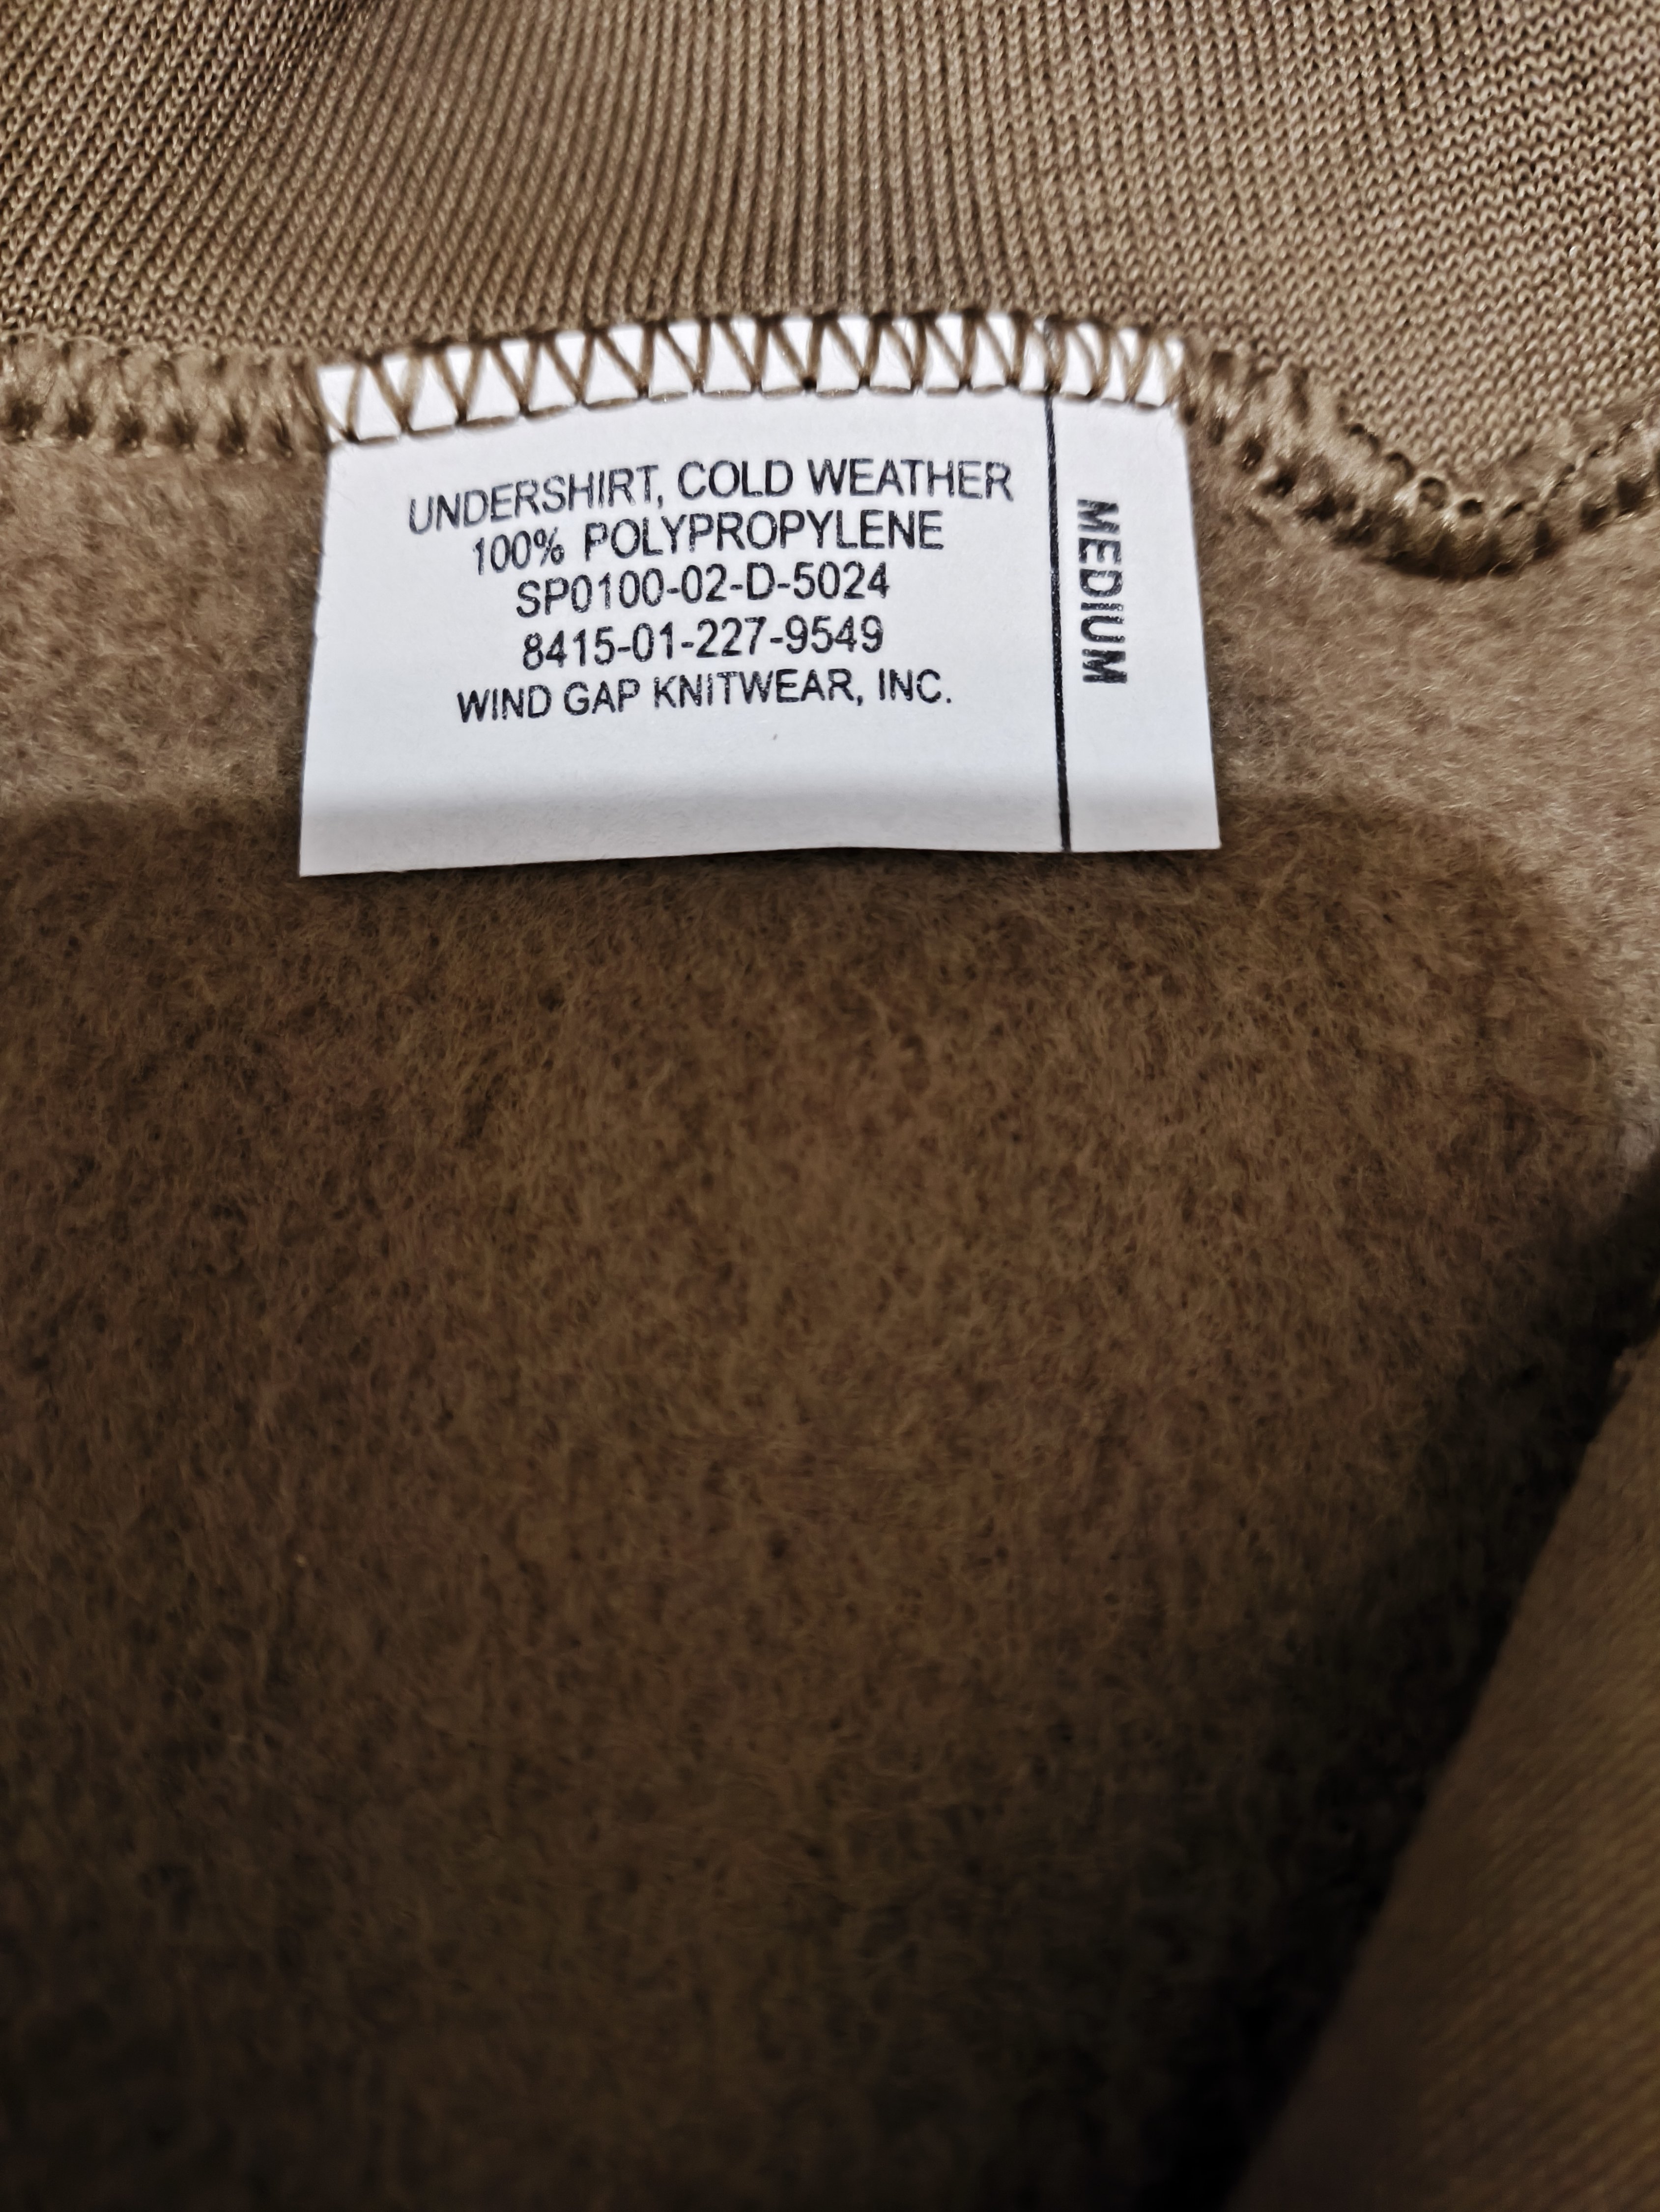 UNDERSHIRT, COLD WEATHER
100% POLYPROPYLENE
SP0100-02-D-5024
8415-01-227-9549
WIND GAP KNITWEAR, INC.
MEDIUM